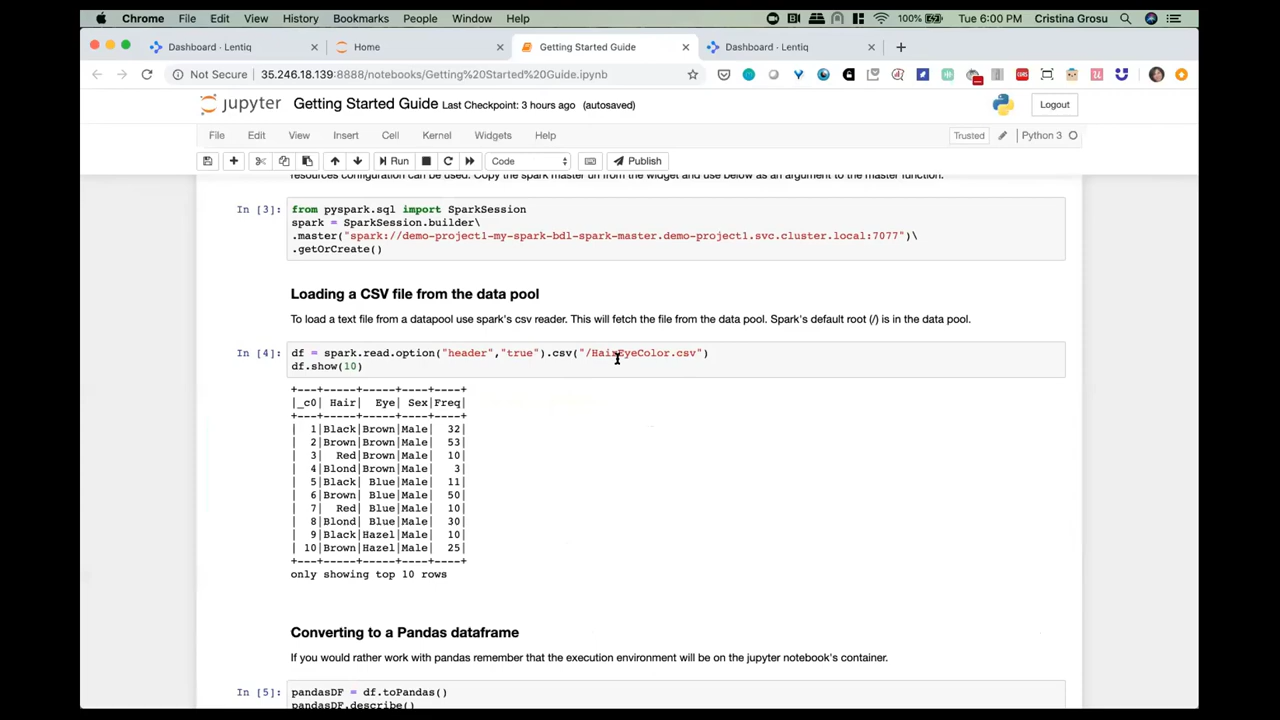 Chrome File Edit View History Bookmarks People Window Help 100% Tue 6:00 PM Cristina Grosu
Dashboard - Lentiq Home Getting Started Guide Dashboard - Lentiq
Not Secure 35.246.18.139:8888/notebooks/Getting%20Started%20Guide.ipynb
jupyter Getting Started Guide Last Checkpoint: 3 hours ago (autosaved) Logout
File Edit View Insert Cell Kernel Widgets Help Trusted Python 3
Run Code Publish
resources configuration can be used. Copy the spark master url from the widget and use below as an argument to the master function.
In [3]: from pyspark.sql import SparkSession
spark = SparkSession.builder\
.master("spark://demo-project1-my-spark-bdl-spark-master.demo-project1.svc.cluster.local:7077")\
.getOrCreate()
Loading a CSV file from the data pool
To load a text file from a datapool use spark's csv reader. This will fetch the file from the data pool. Spark's default root (/) is in the data pool.
In [4]: df = spark.read.option("header","true").csv("/HairEyeColor.csv")
df.show(10)
+---+-----+-----+----+----+
|_c0| Hair| Eye| Sex|Freq|
+---+-----+-----+----+----+
| 1|Black|Brown|Male| 32|
| 2|Brown|Brown|Male| 53|
| 3| Red|Brown|Male| 10|
| 4|Blond|Brown|Male| 3|
| 5|Black| Blue|Male| 11|
| 6|Brown| Blue|Male| 50|
| 7| Red| Blue|Male| 10|
| 8|Blond| Blue|Male| 30|
| 9|Black|Hazel|Male| 10|
| 10|Brown|Hazel|Male| 25|
+---+-----+-----+----+----+
only showing top 10 rows
Converting to a Pandas dataframe
If you would rather work with pandas remember that the execution environment will be on the jupyter notebook's container.
In [5]: pandasDF = df.toPandas()
pandasDF.describe()